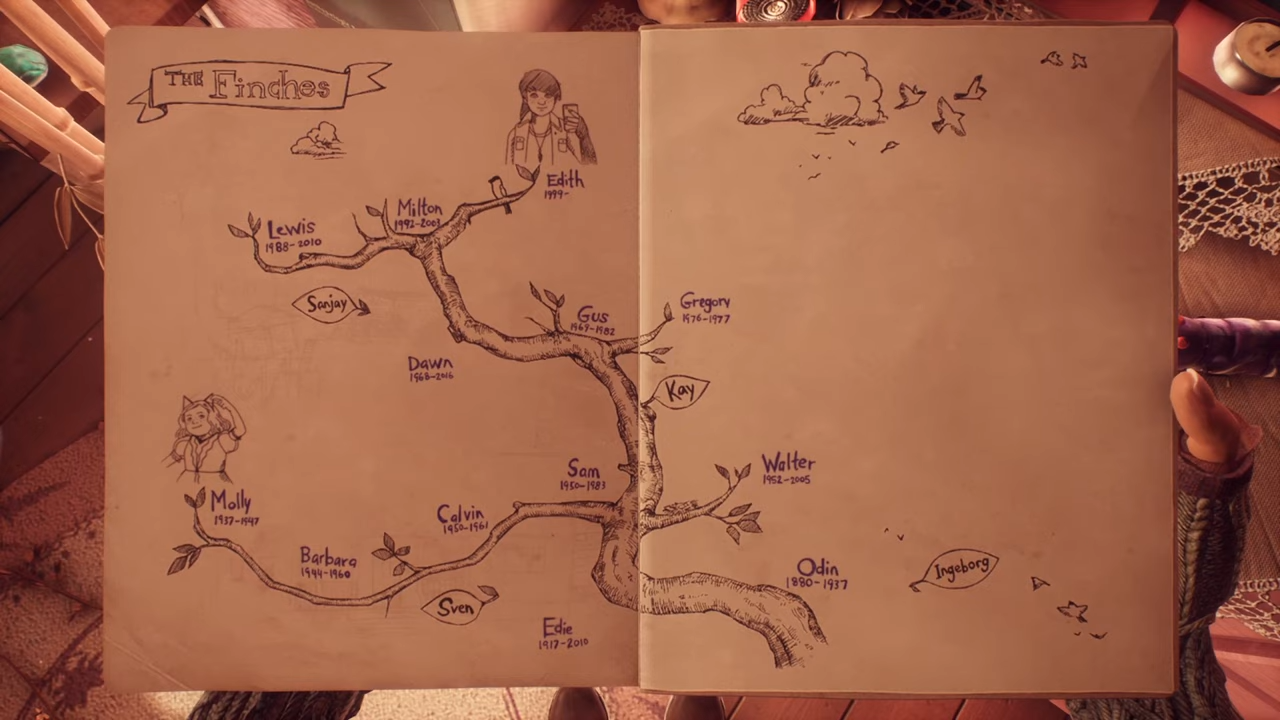 THE Finches
Edith
1999-
Milton
1992-2003
Lewis
1988-2010
Sanjay
Gus
1969-1982
Gregory
1976-1977
Dawn
1968-2016
Kay
Sam
1950-1983
Walter
1952-2005
Molly
1937-1947
Calvin
1950-1961
Barbara
1944-1960
Sven
Odin
1880-1937
Ingeborg
Edie
1917-2010